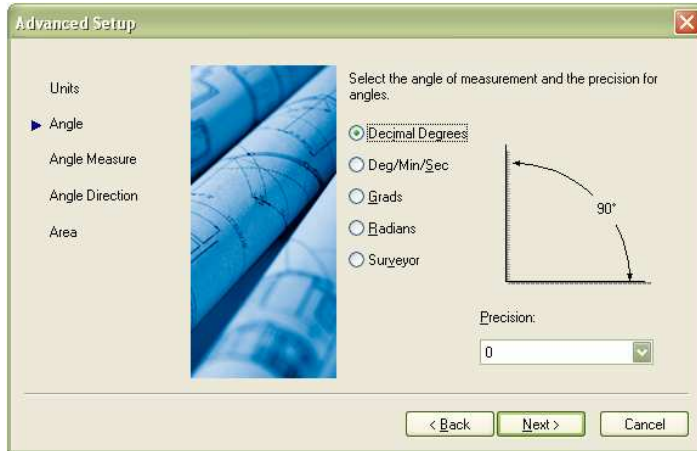 Advanced Setup
Units
Angle
Angle Measure
Angle Direction
Area
Select the angle of measurement and the precision for
angles.
Decimal Degrees
Deg/Min/Sec
Grads
Radians
Surveyor
90°
Precision:
0
< Back
Next >
Cancel